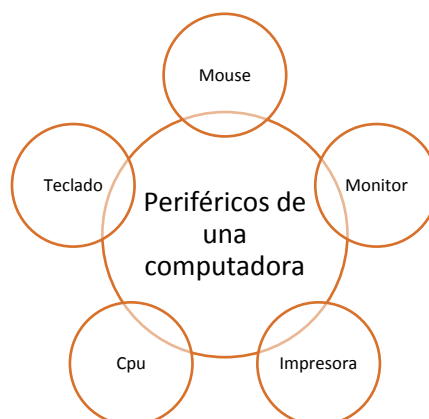 Mouse
Teclado
Monitor
Periféricos de
una
computadora
Cpu
Impresora